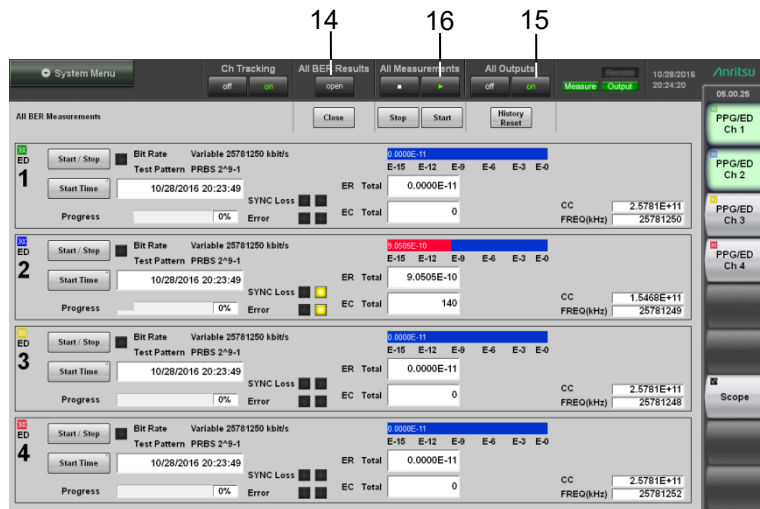 14 16 15
System Menu
Ch Tracking
off on
All BER Results
open
All Measurements
All Outputs
off on
Remote
Measure Output
10/28/2016
20:24:20
Anritsu
05.00.25
All BER Measurements
Close
Stop Start
History
Reset
PPG/ED
Ch 1
PPG/ED
Ch 2
PPG/ED
Ch 3
PPG/ED
Ch 4
Scope
ED
1
Start / Stop
Bit Rate Variable 25781250 kbit/s
Test Pattern PRBS 2^9-1
Start Time 10/28/2016 20:23:49
SYNC Loss
Progress 0% Error
0.0000E-11
E-15 E-12 E-9 E-6 E-3 E-0
ER Total 0.0000E-11
EC Total 0
CC 2.5781E+11
FREQ(kHz) 25781250
ED
2
Start / Stop
Bit Rate Variable 25781250 kbit/s
Test Pattern PRBS 2^9-1
Start Time 10/28/2016 20:23:49
SYNC Loss
Progress 0% Error
9.0505E-10
E-15 E-12 E-9 E-6 E-3 E-0
ER Total 9.0505E-10
EC Total 140
CC 1.5468E+11
FREQ(kHz) 25781249
ED
3
Start / Stop
Bit Rate Variable 25781250 kbit/s
Test Pattern PRBS 2^9-1
Start Time 10/28/2016 20:23:49
SYNC Loss
Progress 0% Error
0.0000E-11
E-15 E-12 E-9 E-6 E-3 E-0
ER Total 0.0000E-11
EC Total 0
CC 2.5781E+11
FREQ(kHz) 25781248
ED
4
Start / Stop
Bit Rate Variable 25781250 kbit/s
Test Pattern PRBS 2^9-1
Start Time 10/28/2016 20:23:49
SYNC Loss
Progress 0% Error
0.0000E-11
E-15 E-12 E-9 E-6 E-3 E-0
ER Total 0.0000E-11
EC Total 0
CC 2.5781E+11
FREQ(kHz) 25781252